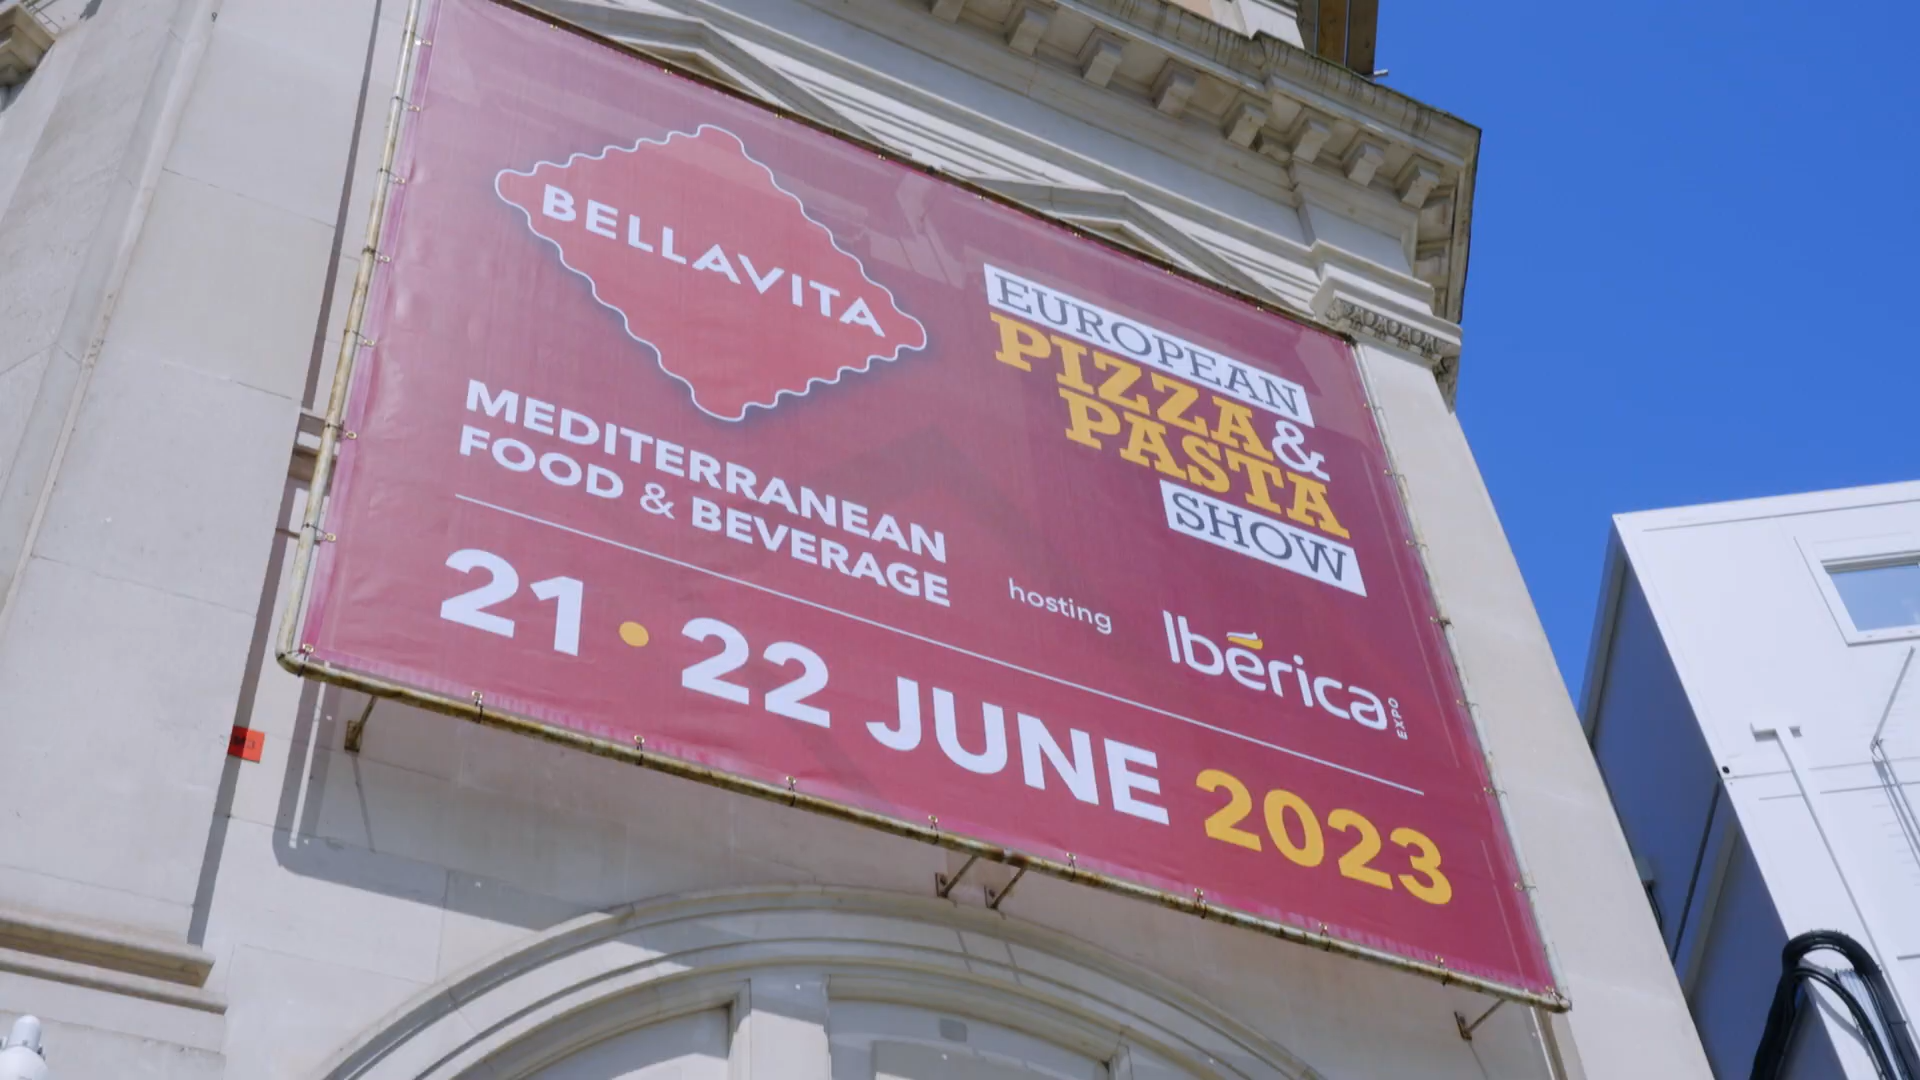 BELLAVITA
MEDITERRANEAN
FOOD & BEVERAGE
EUROPEAN
PIZZA &
PASTA
SHOW
hosting
Ibérica
EXPO
21 • 22 JUNE 2023